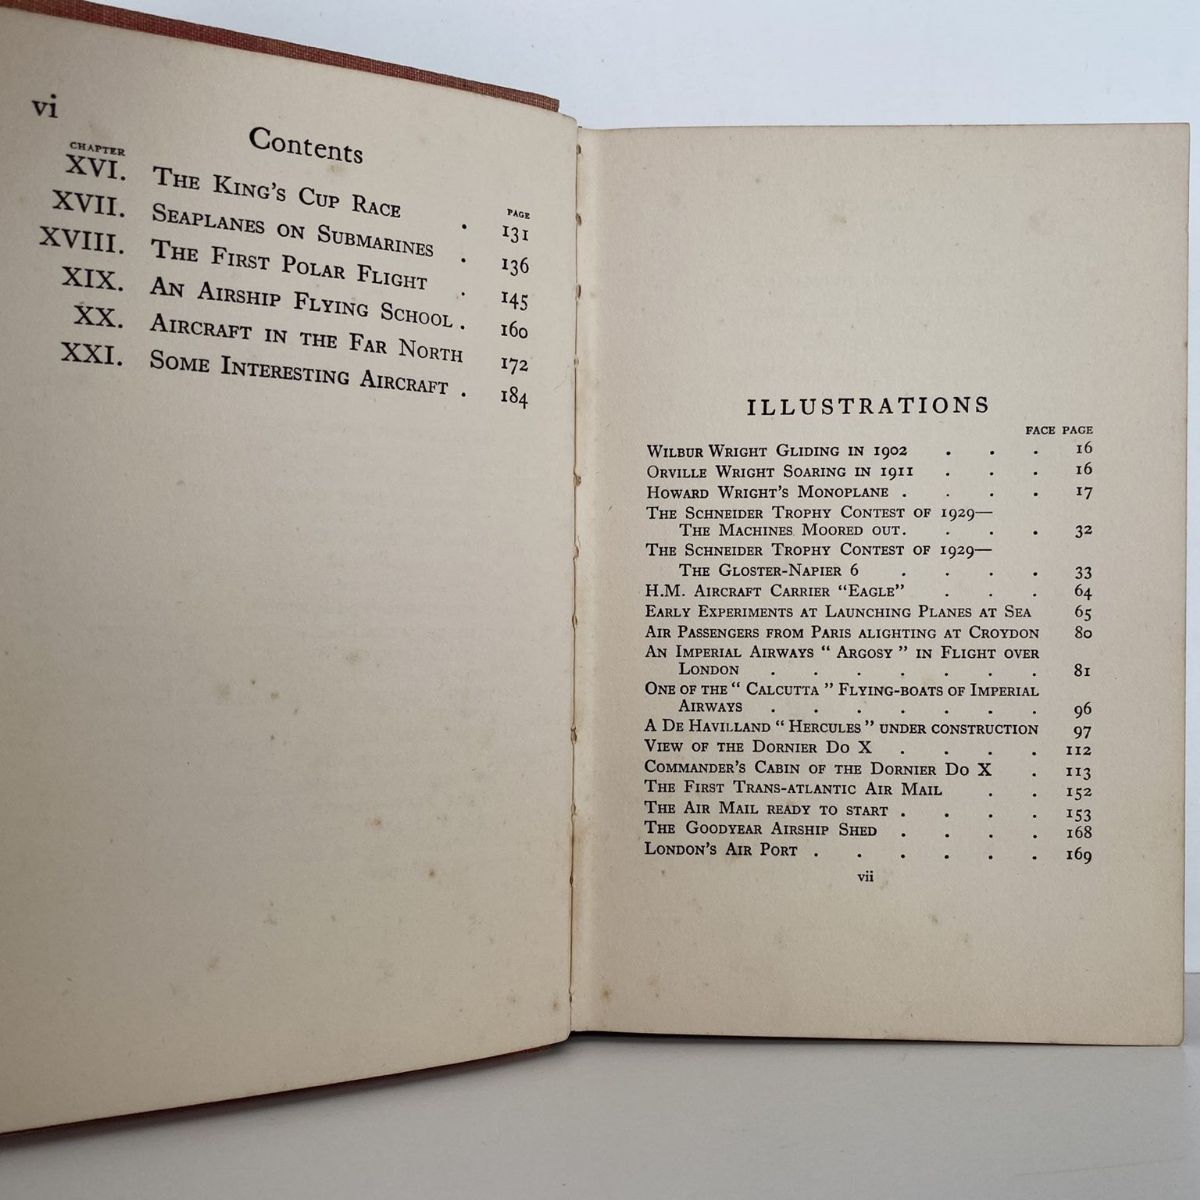 vi
Contents
CHAPTER
PAGE
XVI. The King's Cup Race . 131
XVII. Seaplanes on Submarines . 136
XVIII. The First Polar Flight . 145
XIX. An Airship Flying School . 160
XX. Aircraft in the Far North 172
XXI. Some Interesting Aircraft . 184
ILLUSTRATIONS
FACE PAGE
Wilbur Wright Gliding in 1902 . . . 16
Orville Wright Soaring in 1911 . . . 16
Howard Wright's Monoplane . . . . 17
The Schneider Trophy Contest of 1929—
The Machines Moored out . . . . 32
The Schneider Trophy Contest of 1929—
The Gloster-Napier 6 . . . . 33
H.M. Aircraft Carrier "Eagle" . . . 64
Early Experiments at Launching Planes at Sea 65
Air Passengers from Paris alighting at Croydon 80
An Imperial Airways "Argosy" in Flight over
London . . . . . . . 81
One of the "Calcutta" Flying-boats of Imperial
Airways . . . . . . . 96
A De Havilland "Hercules" under construction 97
View of the Dornier Do X . . . . 112
Commander's Cabin of the Dornier Do X . 113
The First Trans-atlantic Air Mail . . 152
The Air Mail ready to start . . . . 153
The Goodyear Airship Shed . . . . 168
London's Air Port . . . . . . 169
vii